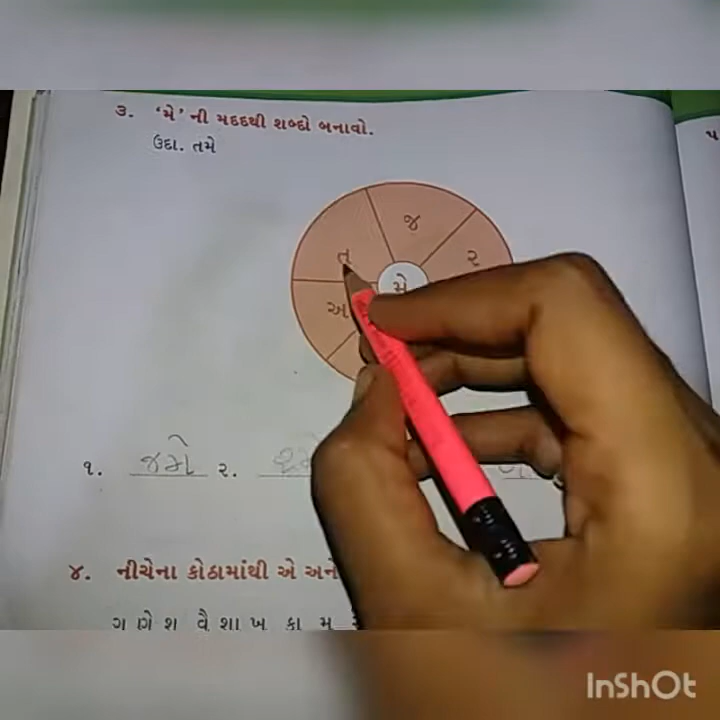 ૩. ‘મે’ ની મદદથી શબ્દો બનાવો.
ઉદા. તમે
જ
ત
ર
મે
અ
૧. જમે ૨.
૪. નીચેના કોઠામાંથી એ અને
ગ ણે શ વૈ શા ખ કા મ
પ
InShOt